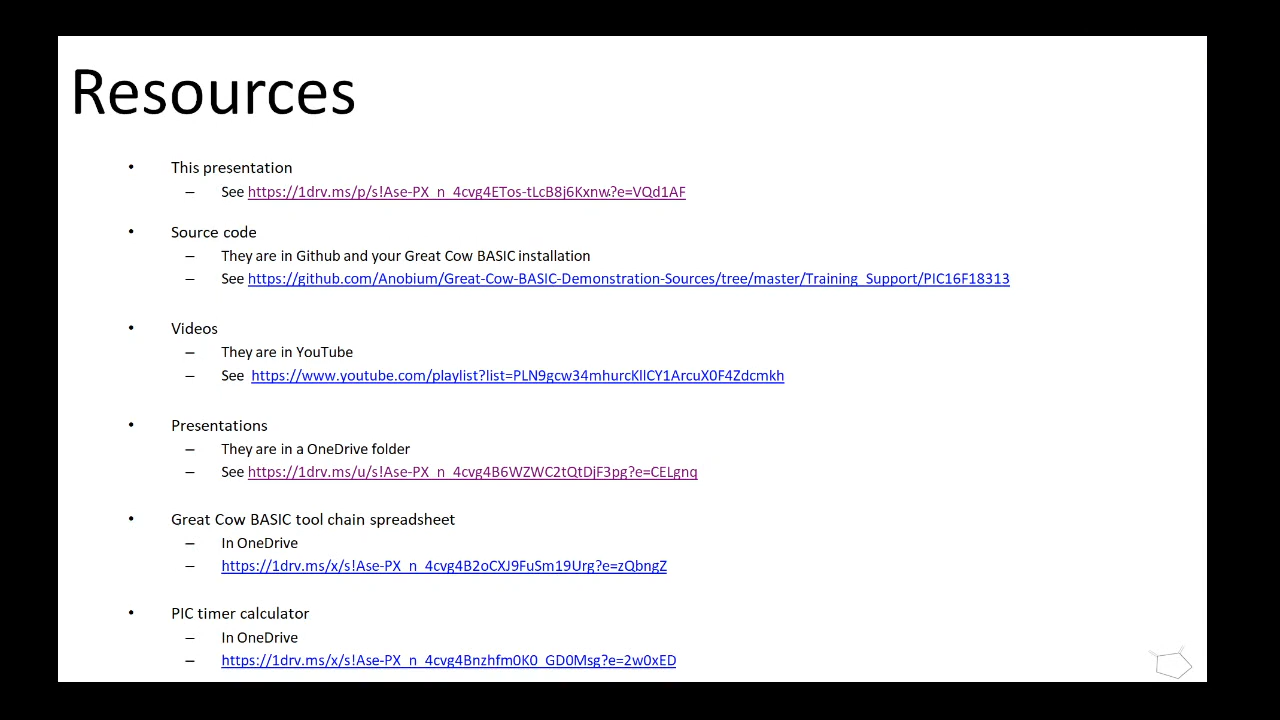 Resources
• This presentation
– See https://1drv.ms/p/s!Ase-PX_n_4cvg4ETos-tLcB8j6Kxnw?e=VQd1AF
• Source code
– They are in Github and your Great Cow BASIC installation
– See https://github.com/Anobium/Great-Cow-BASIC-Demonstration-Sources/tree/master/Training_Support/PIC16F18313
• Videos
– They are in YouTube
– See https://www.youtube.com/playlist?list=PLN9gcw34mhurcKllCY1ArcuX0F4Zdcmkh
• Presentations
– They are in a OneDrive folder
– See https://1drv.ms/u/s!Ase-PX_n_4cvg4B6WZWC2tQtDjF3pg?e=CELgnq
• Great Cow BASIC tool chain spreadsheet
– In OneDrive
– https://1drv.ms/x/s!Ase-PX_n_4cvg4B2oCXJ9FuSm19Urg?e=zQbngZ
• PIC timer calculator
– In OneDrive
– https://1drv.ms/x/s!Ase-PX_n_4cvg4Bnzhfm0K0_GD0Msg?e=2w0xED